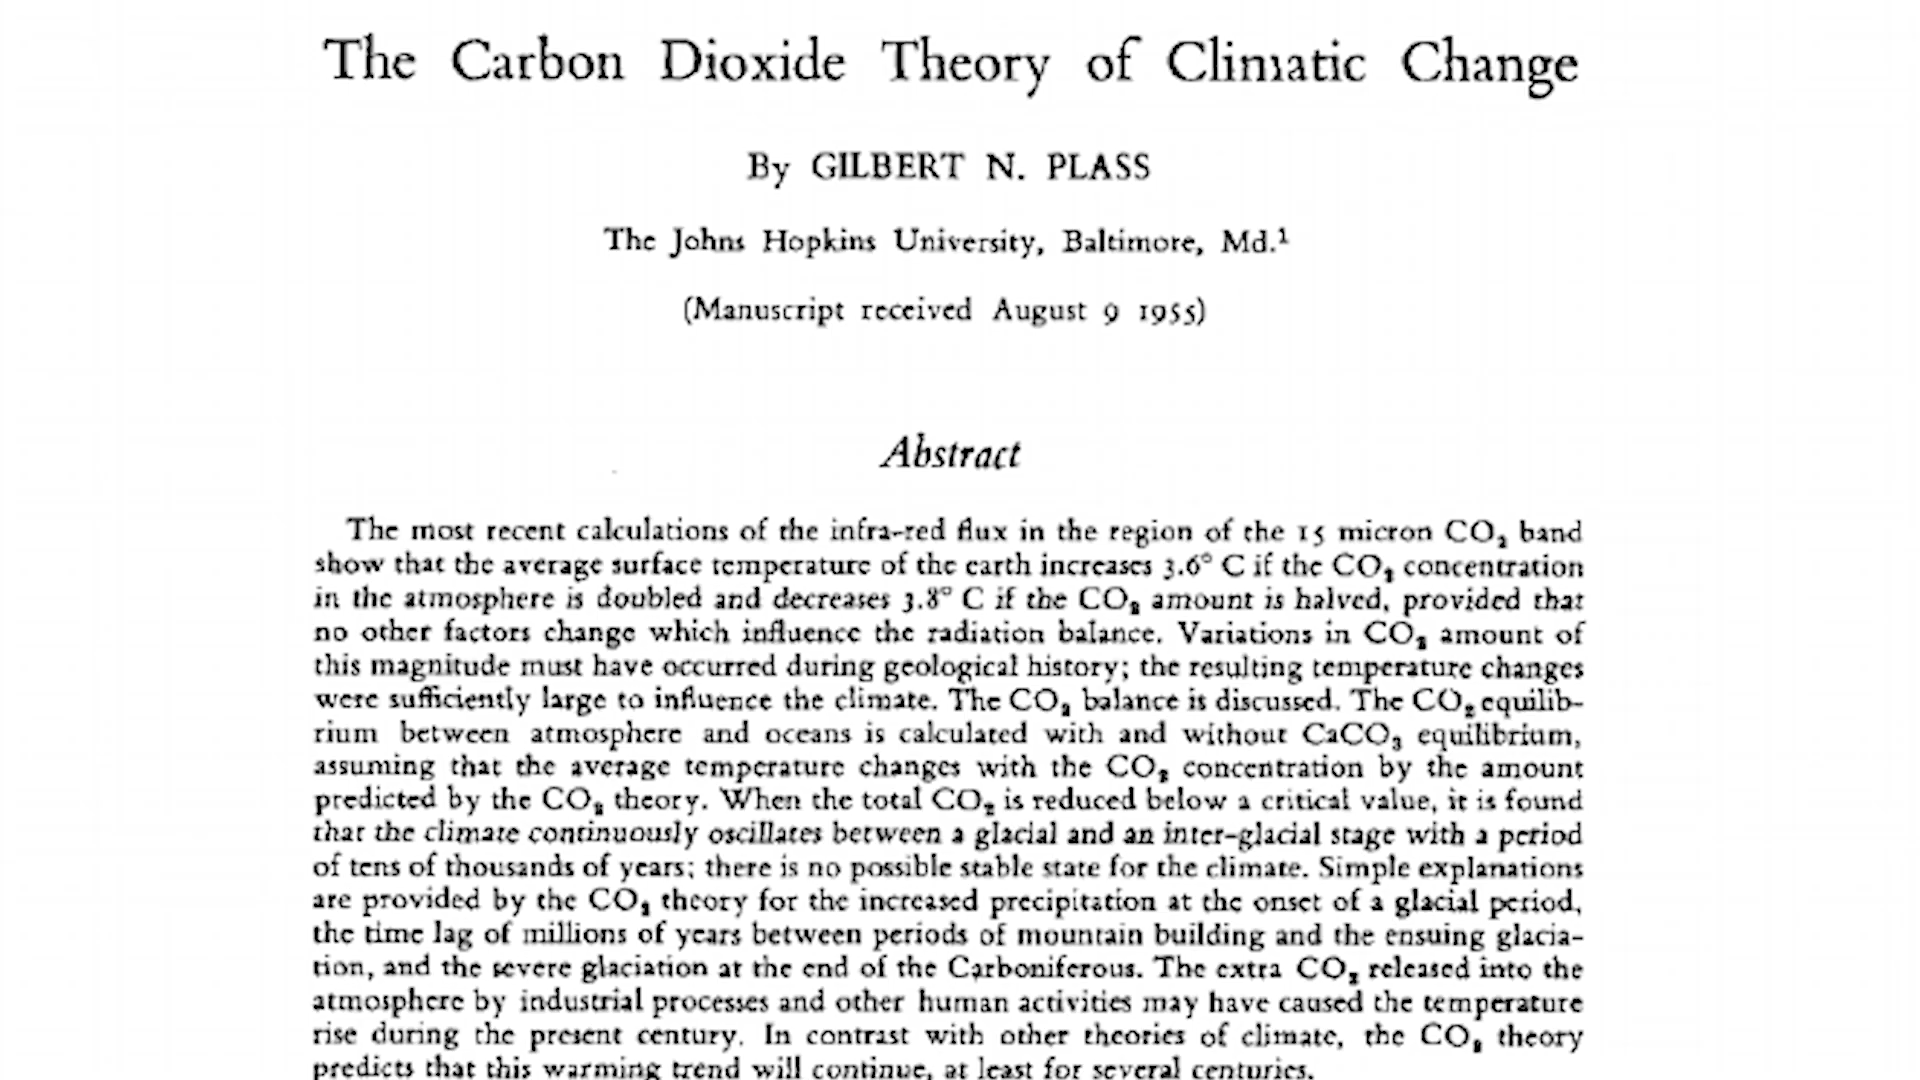 The Carbon Dioxide Theory of Climatic Change
By GILBERT N. PLASS
The Johns Hopkins University, Baltimore, Md.¹
(Manuscript received August 9 1955)
Abstract
The most recent calculations of the infra-red flux in the region of the 15 micron CO₂ band
show that the average surface temperature of the earth increases 3.6° C if the CO₂ concentration
in the atmosphere is doubled and decreases 3.8° C if the CO₂ amount is halved, provided that
no other factors change which influence the radiation balance. Variations in CO₂ amount of
this magnitude must have occurred during geological history; the resulting temperature changes
were sufficiently large to influence the climate. The CO₂ balance is discussed. The CO₂ equilib-
rium between atmosphere and oceans is calculated with and without CaCO₃ equilibrium,
assuming that the average temperature changes with the CO₂ concentration by the amount
predicted by the CO₂ theory. When the total CO₂ is reduced below a critical value, it is found
that the climate continuously oscillates between a glacial and an inter-glacial stage with a period
of tens of thousands of years; there is no possible stable state for the climate. Simple explanations
are provided by the CO₂ theory for the increased precipitation at the onset of a glacial period,
the time lag of millions of years between periods of mountain building and the ensuing glacia-
tion, and the severe glaciation at the end of the Carboniferous. The extra CO₂ released into the
atmosphere by industrial processes and other human activities may have caused the temperature
rise during the present century. In contrast with other theories of climate, the CO₂ theory
predicts that this warming trend will continue, at least for several centuries.